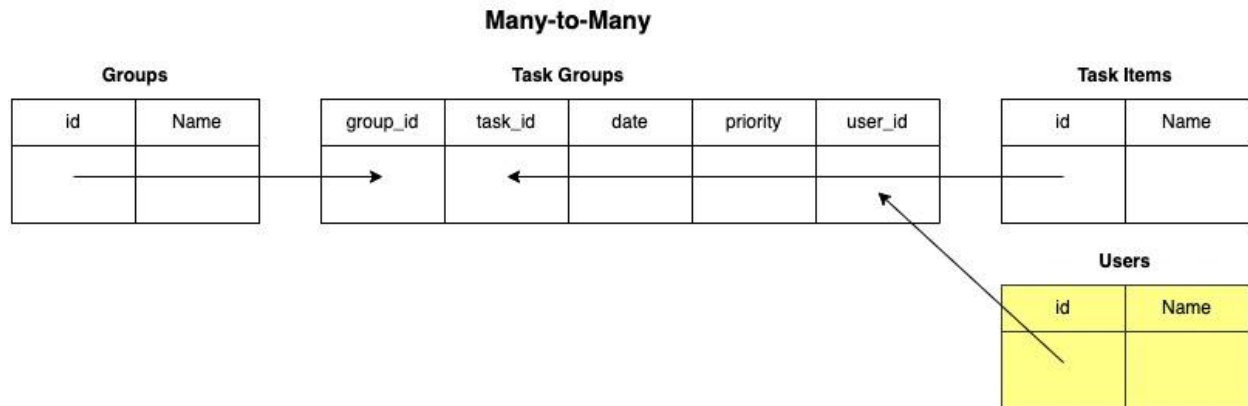 Many-to-Many
Groups Task Groups Task Items
id Name group_id task_id date priority user_id id Name
Users
id Name